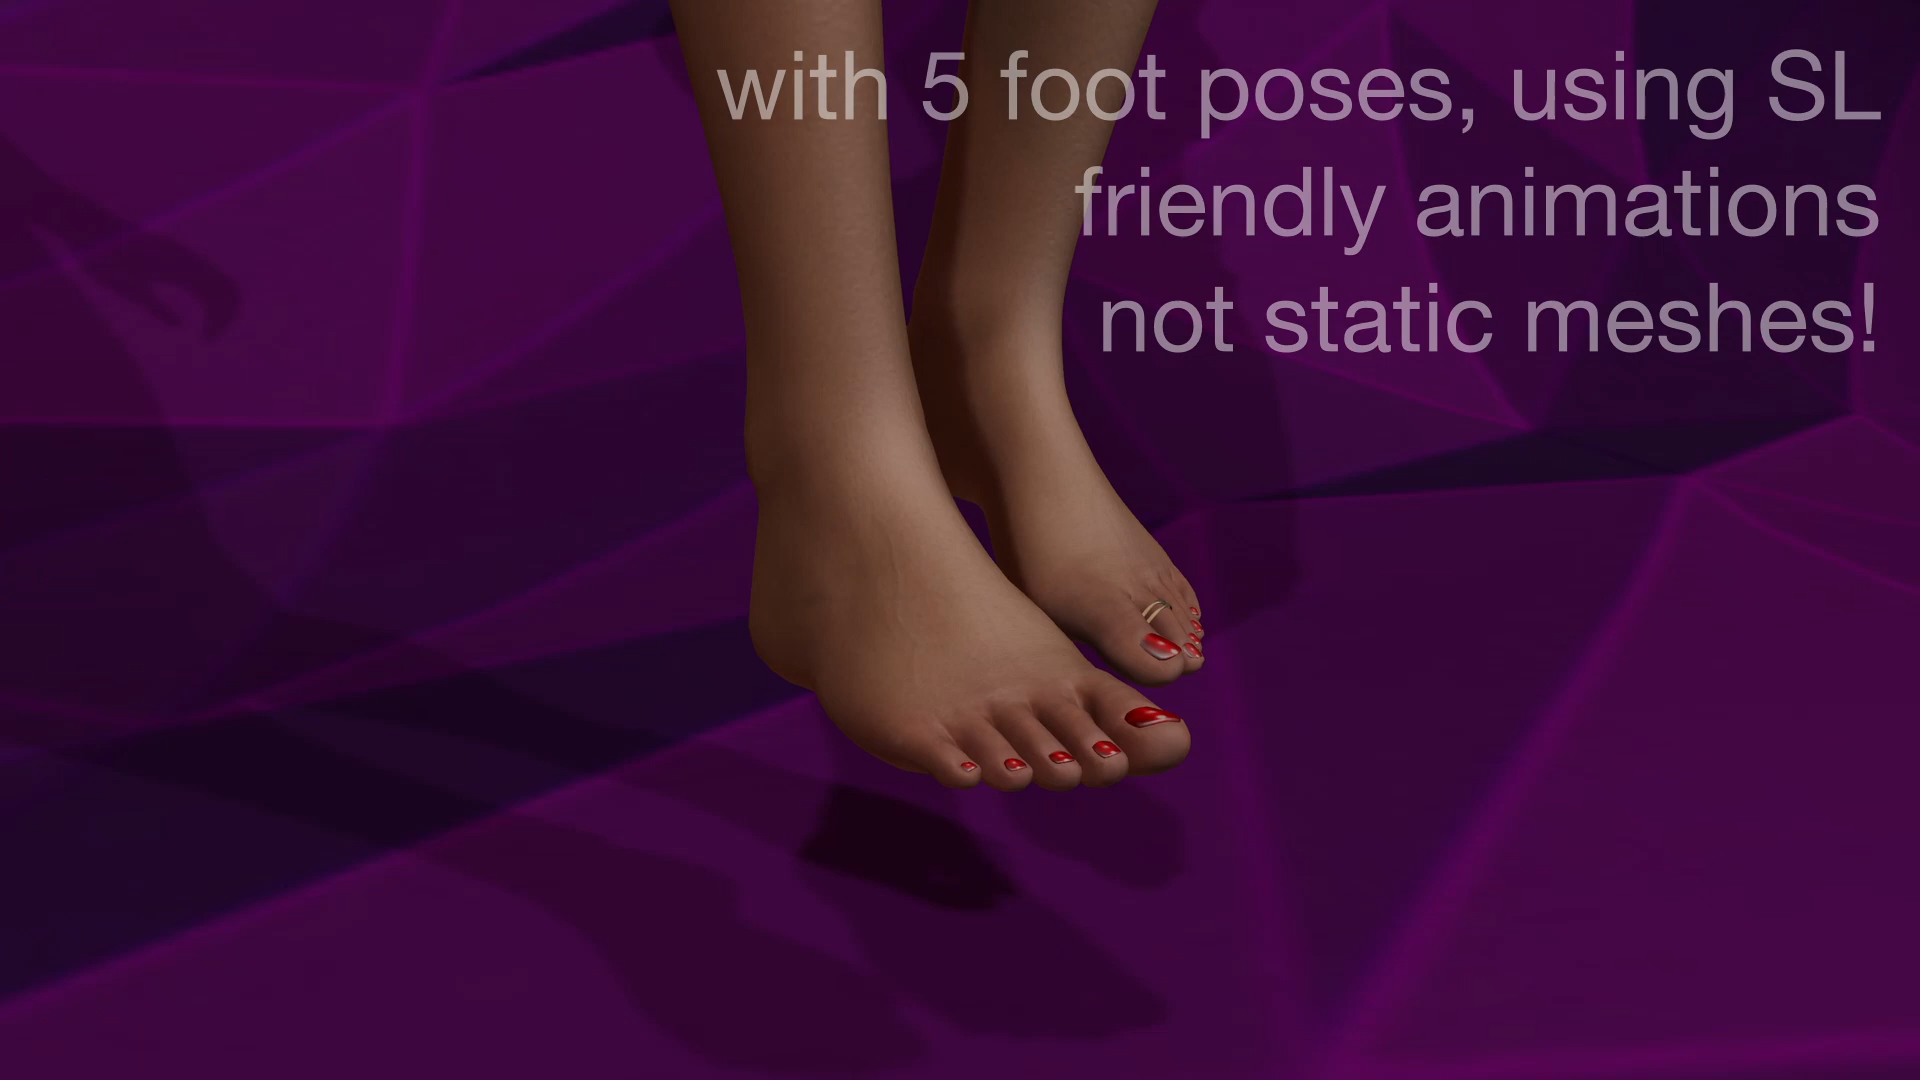 with 5 foot poses, using SL
friendly animations
not static meshes!